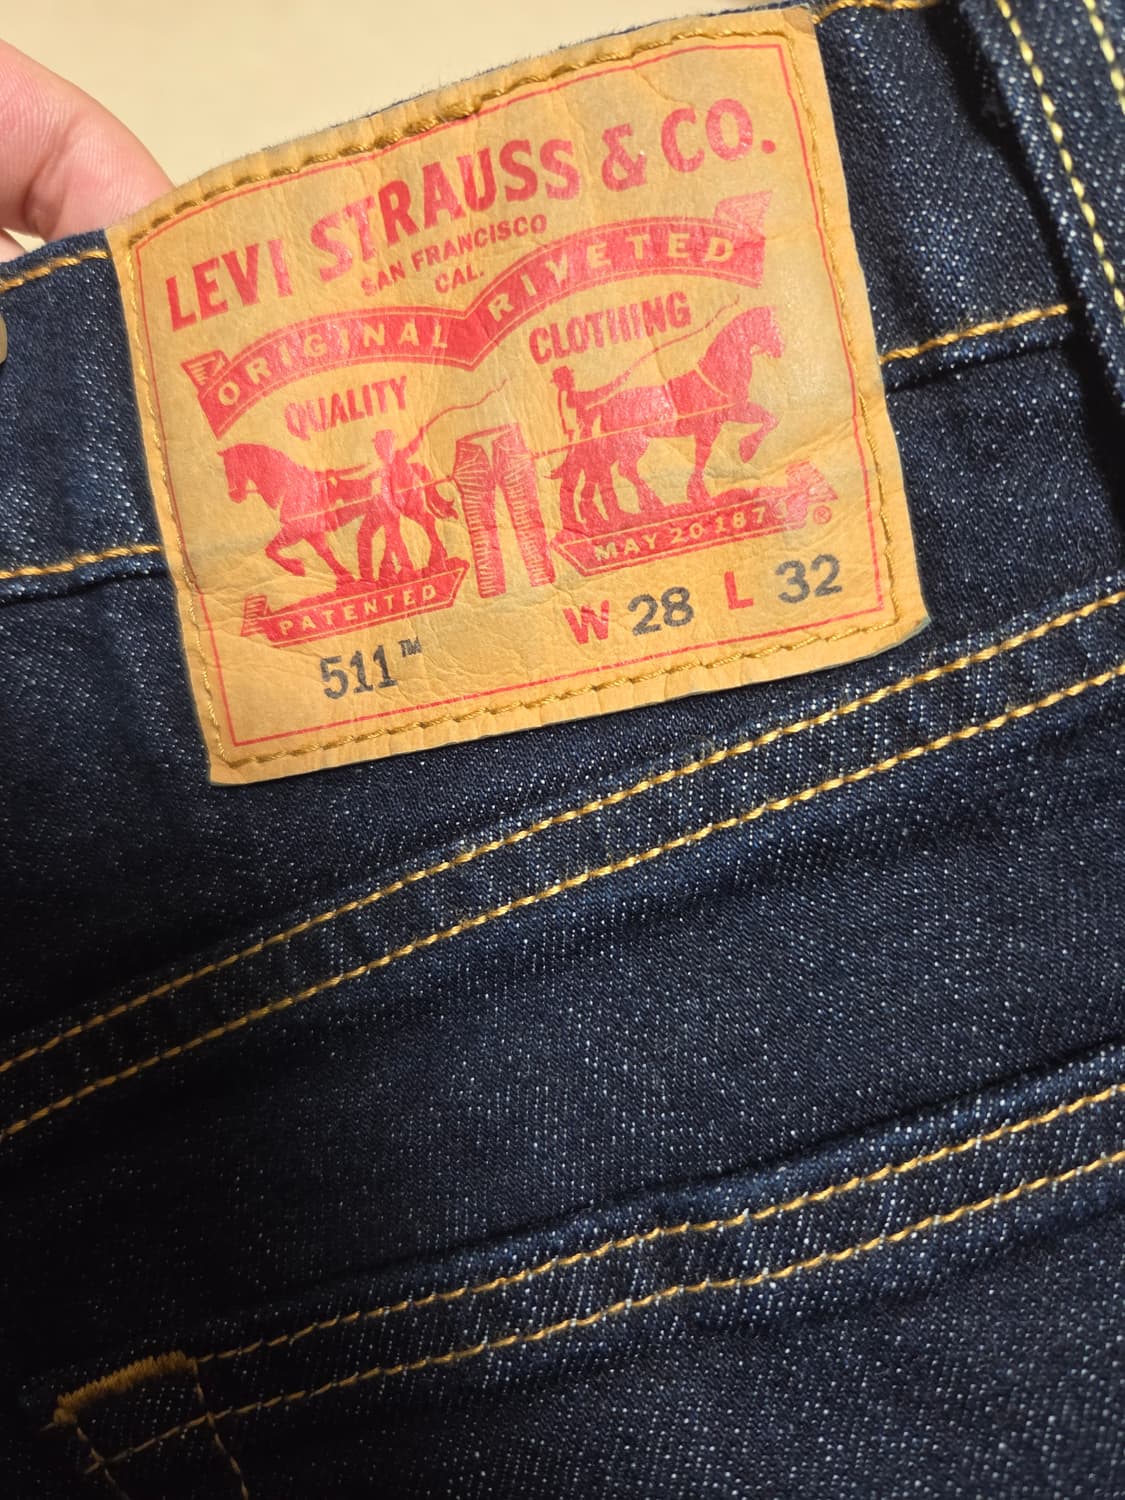 LEVI STRAUSS & CO.
SAN FRANCISCO
CAL.
ORIGINAL RIVETED
QUALITY CLOTHING
PATENTED MAY 20 1873 ®
511™ W 28 L 32